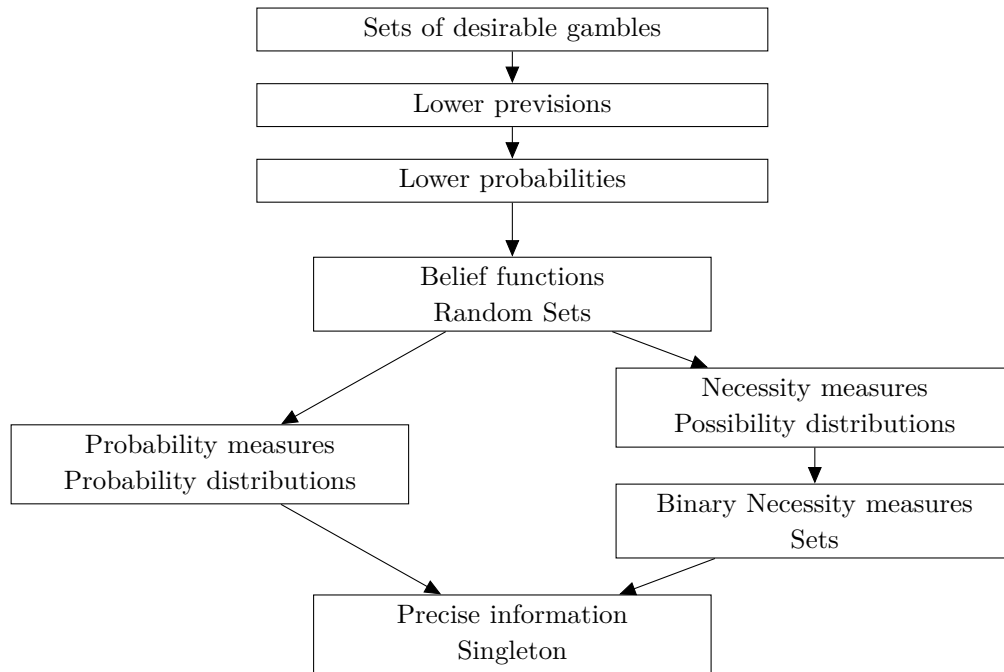 Sets of desirable gambles
Lower previsions
Lower probabilities
Belief functions
Random Sets
Necessity measures
Possibility distributions
Probability measures
Probability distributions
Binary Necessity measures
Sets
Precise information
Singleton